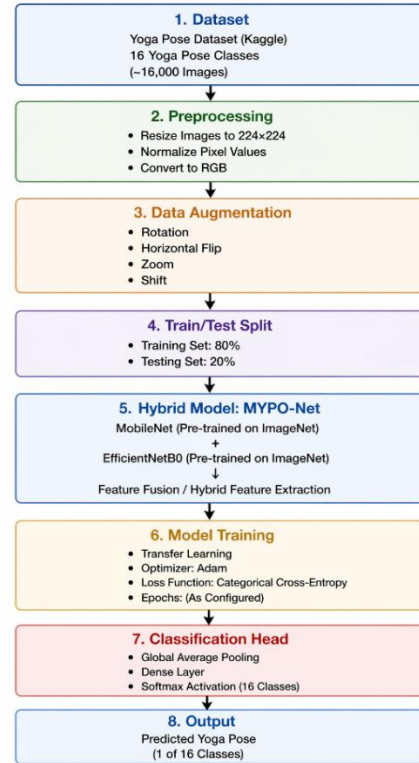 1. Dataset
Yoga Pose Dataset (Kaggle)
16 Yoga Pose Classes
(~16,000 Images)
2. Preprocessing
• Resize Images to 224×224
• Normalize Pixel Values
• Convert to RGB
3. Data Augmentation
• Rotation
• Horizontal Flip
• Zoom
• Shift
4. Train/Test Split
• Training Set: 80%
• Testing Set: 20%
5. Hybrid Model: MYPO-Net
MobileNet (Pre-trained on ImageNet)
+
EfficientNetB0 (Pre-trained on ImageNet)
↓
Feature Fusion / Hybrid Feature Extraction
6. Model Training
• Transfer Learning
• Optimizer: Adam
• Loss Function: Categorical Cross-Entropy
• Epochs: (As Configured)
7. Classification Head
• Global Average Pooling
• Dense Layer
• Softmax Activation (16 Classes)
8. Output
Predicted Yoga Pose
(1 of 16 Classes)